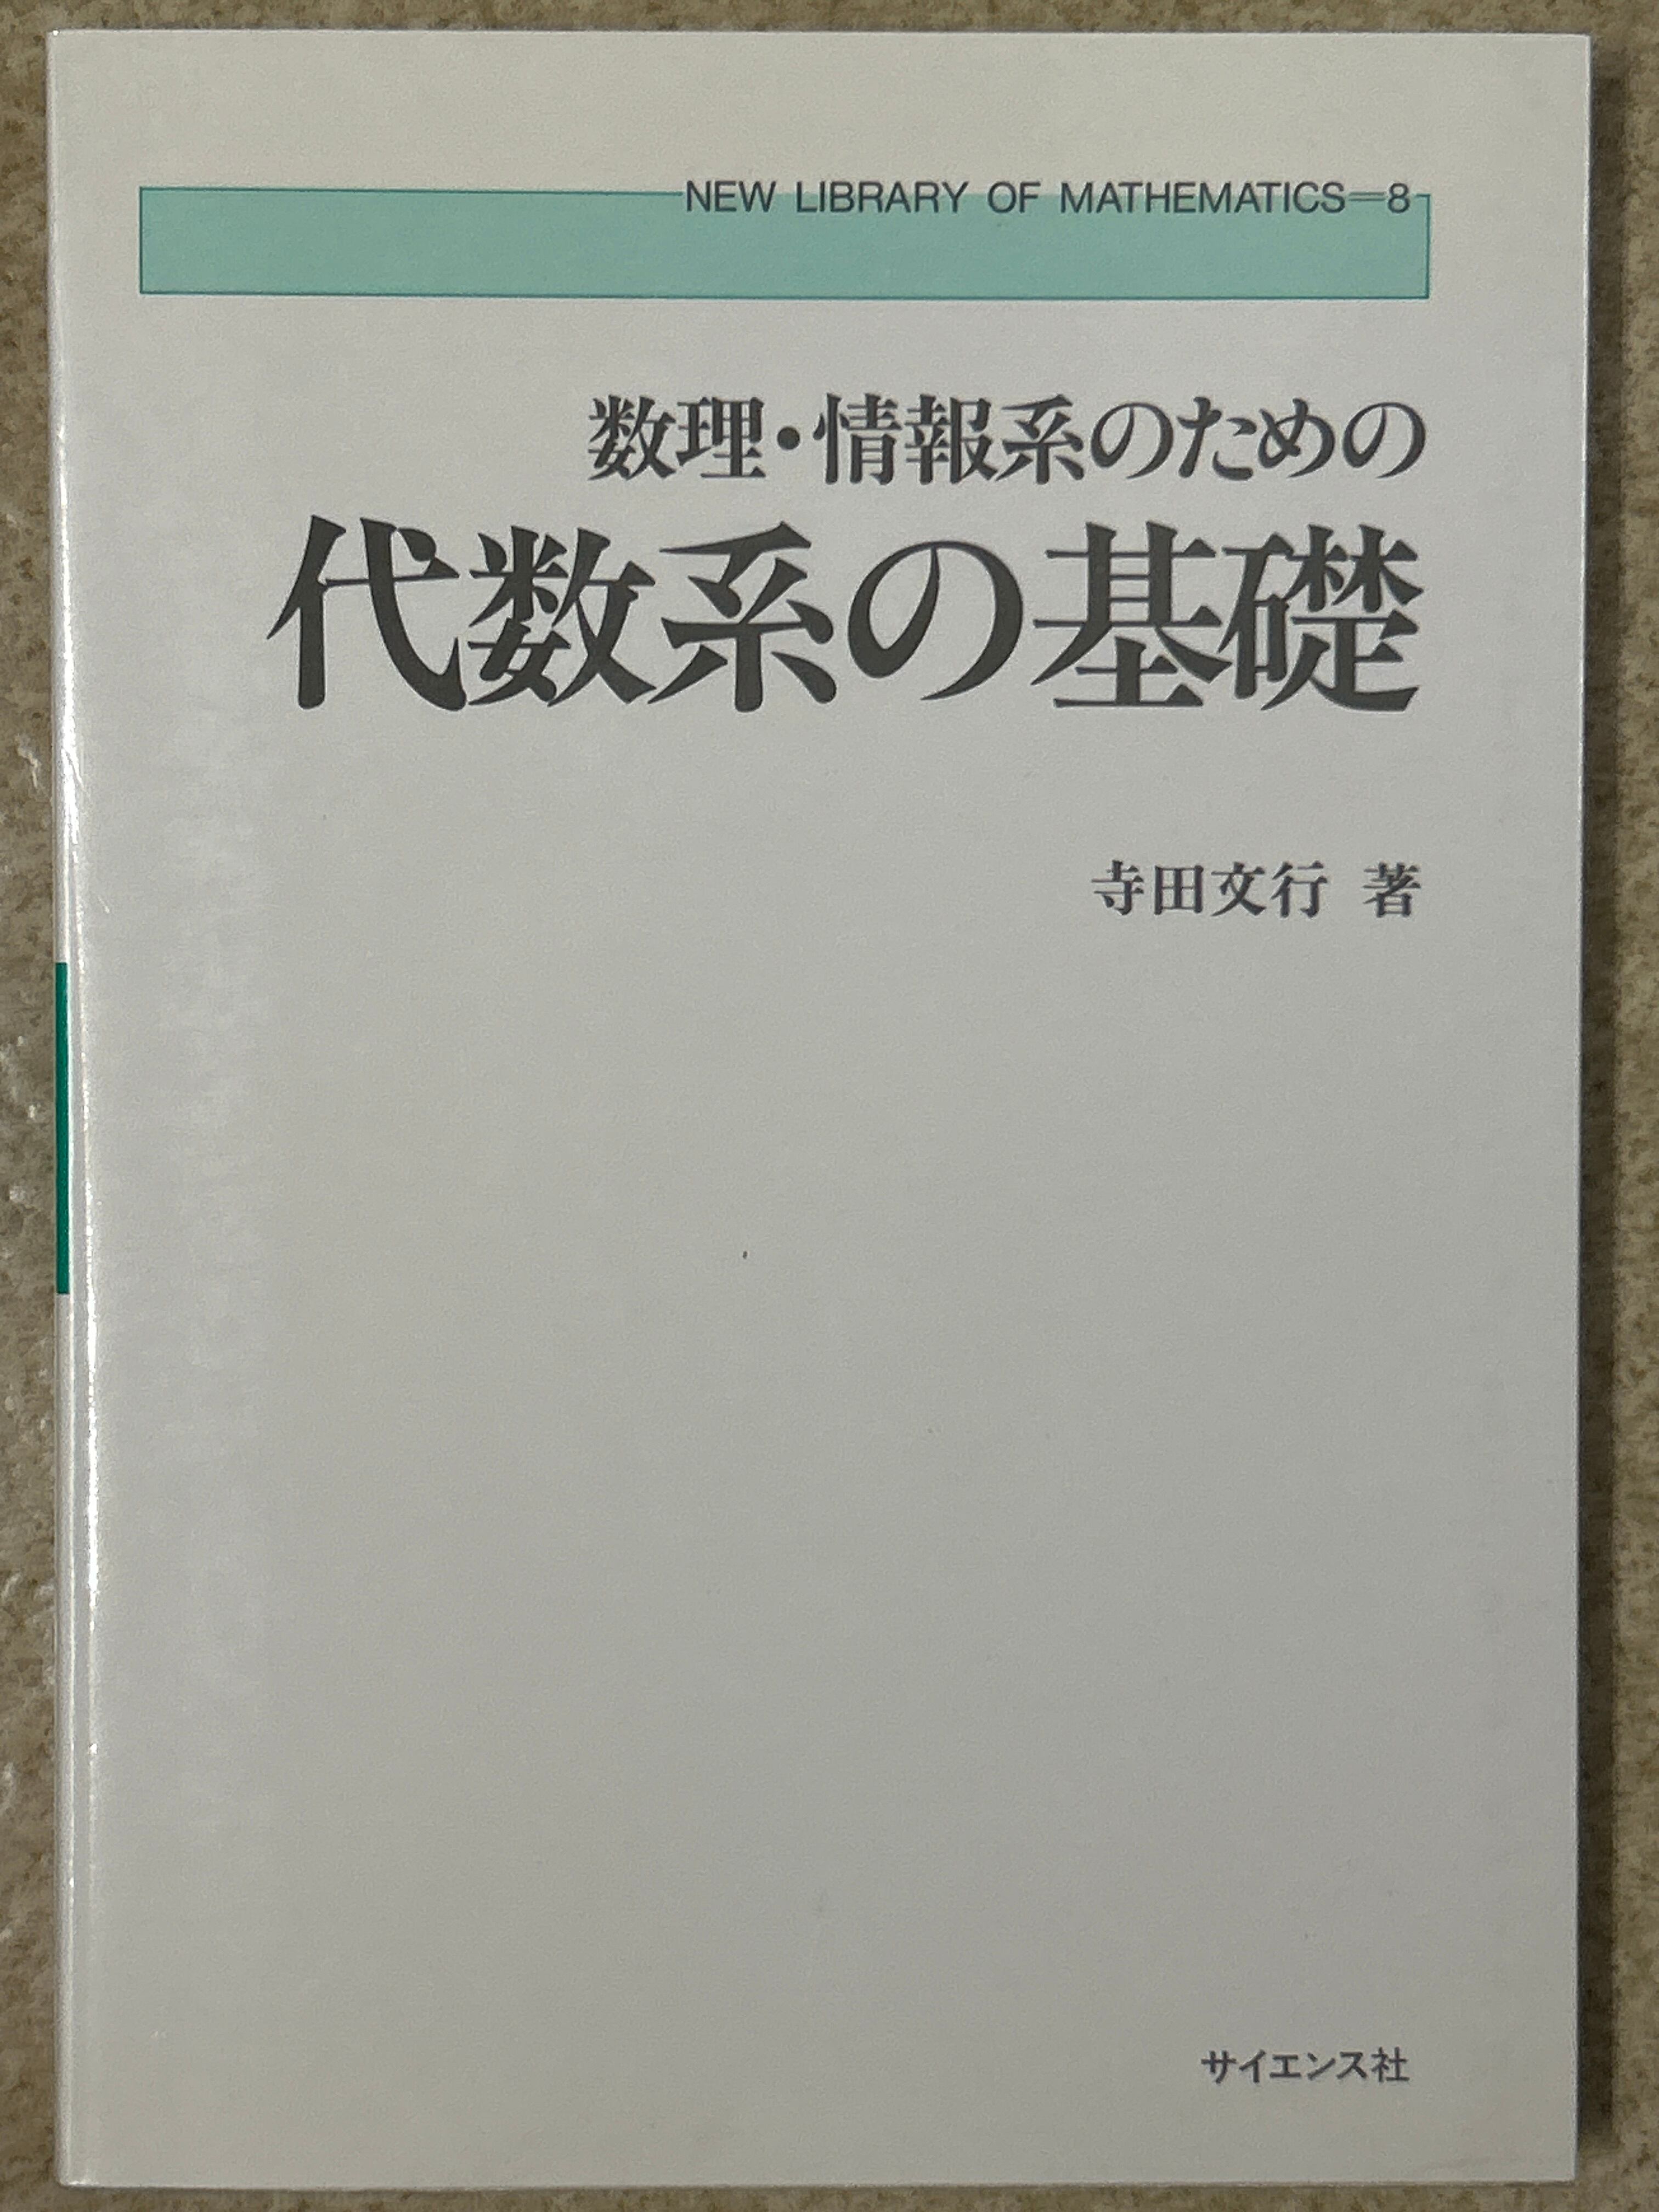 NEW LIBRARY OF MATHEMATICS=8
数理・情報系のための
代数系の基礎
寺田文行 著
サイエンス社